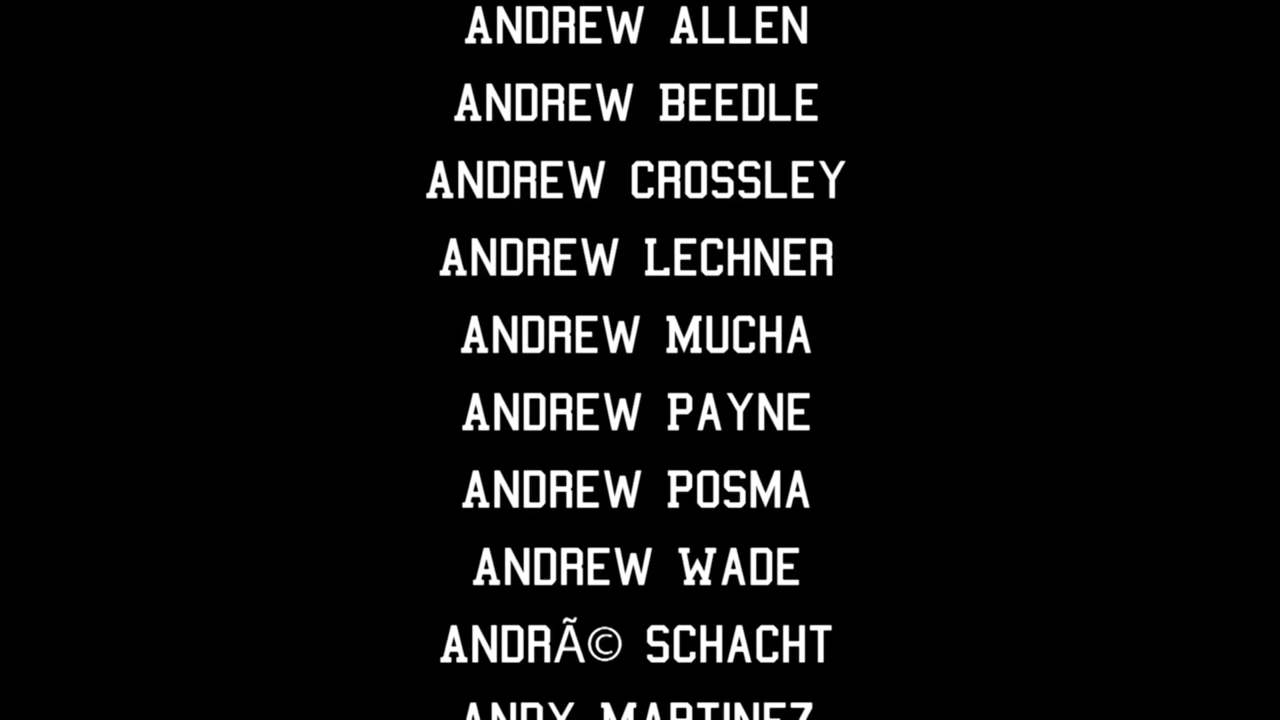 ANDREW ALLEN
ANDREW BEEDLE
ANDREW CROSSLEY
ANDREW LECHNER
ANDREW MUCHA
ANDREW PAYNE
ANDREW POSMA
ANDREW WADE
ANDRÃ© SCHACHT
ANDY MARTINEZ